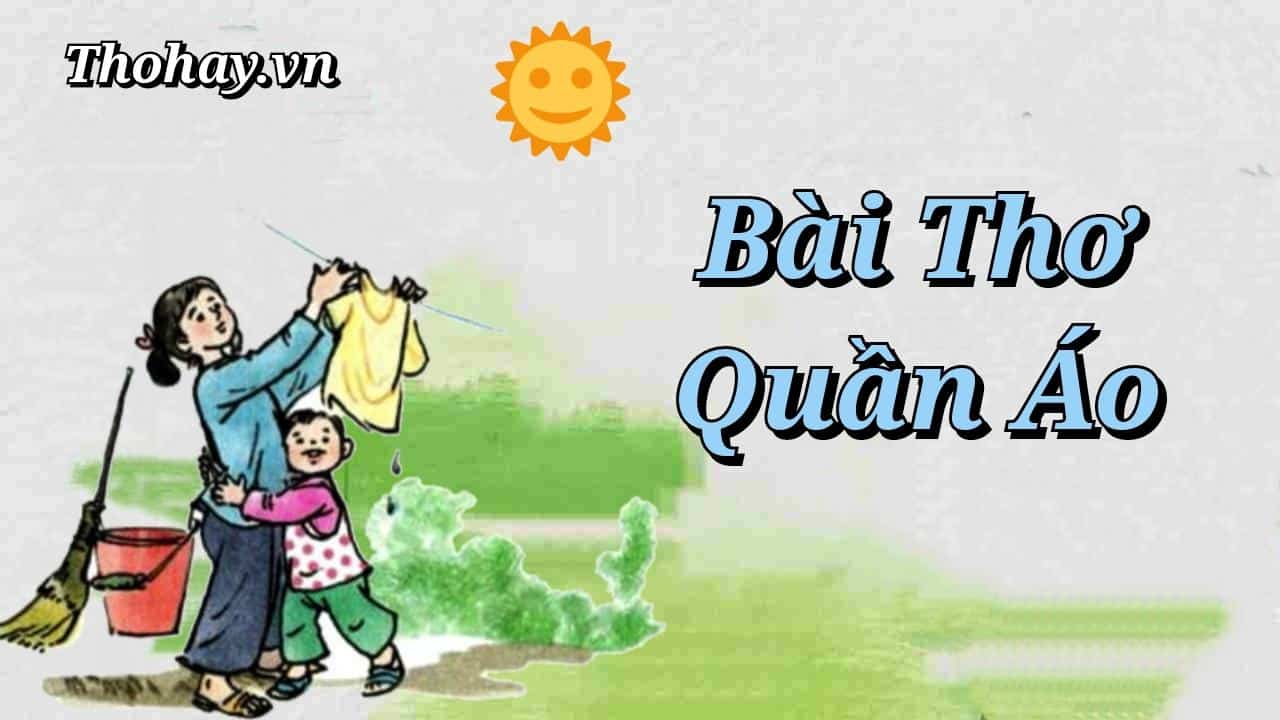 Thohay.vn
Bài Thơ
Quần Áo